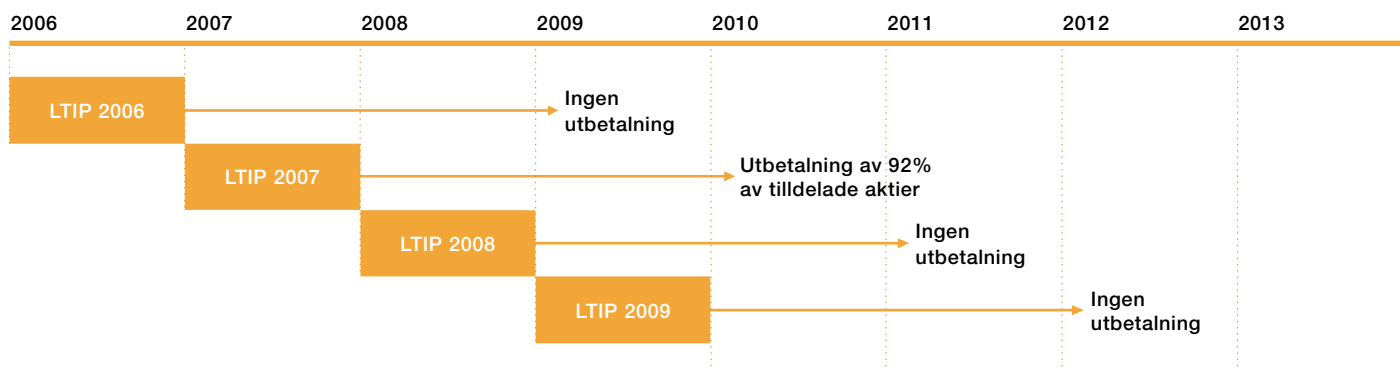 2006 2007 2008 2009 2010 2011 2012 2013
LTIP 2006
Ingen
utbetalning
LTIP 2007
Utbetalning av 92%
av tilldelade aktier
LTIP 2008
Ingen
utbetalning
LTIP 2009
Ingen
utbetalning